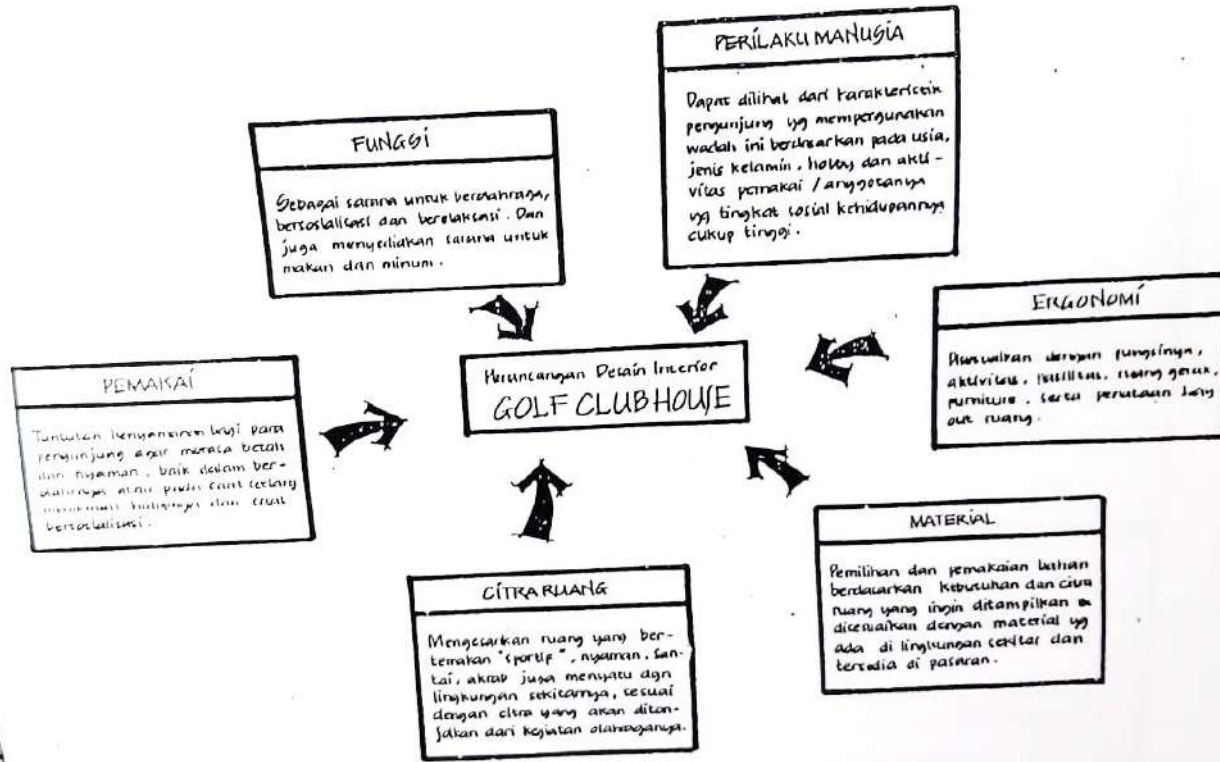 PERILAKU MANUSIA
Dapat dilihat dari karakteristik
pengunjung yg mempergunakan
wadah ini berdasarkan pada usia,
jenis kelamin, hobby dan akti-
vitas pemakai / anggotanya
yg tingkat sosial kehidupannya
cukup tinggi.
FUNGSI
Sebagai sarana untuk berolahraga,
bersosialisasi dan berelaksasi. Dan
juga menyediakan sarana untuk
makan dan minum.
ERGONOMI
Disesuaikan dengan fungsinya,
aktivitas, fasilitas, ruang gerak,
furniture, serta penataan lay
out ruang.
Perancangan Desain Interior
GOLF CLUB HOUSE
PEMAKAI
Tuntutan kenyamanan bagi para
pengunjung agar merasa betah
dan nyaman, baik dalam ber-
olahraga atau pada saat sedang
dan saat
bersosialisasi.
MATERIAL
Pemilihan dan pemakaian bahan
berdasarkan kebutuhan dan citra
ruang yang ingin ditampilkan &
disesuaikan dengan material yg
ada di lingkungan sekitar dan
tersedia di pasaran.
CITRA RUANG
Mengesankan ruang yang ber-
temakan "sportif", nyaman, san-
tai, akrab juga menyatu dgn
lingkungan sekitarnya, sesuai
dengan citra yang akan diton-
jolkan dari kegiatan olahraganya.